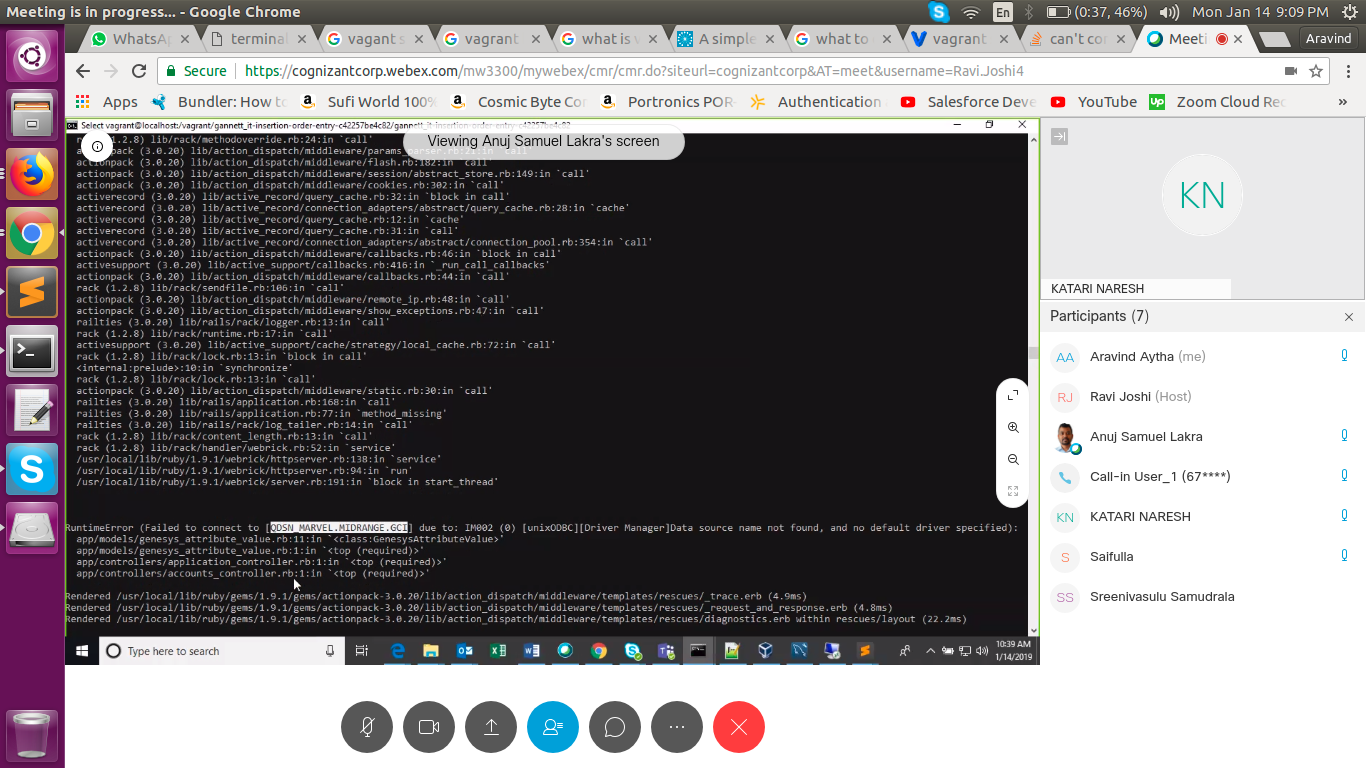 Meeting is in progress... - Google Chrome
En
(0:37, 46%)
Mon Jan 14 9:09 PM
WhatsAp
terminal
vagant s
vagrant
what is v
A simple
what to
vagrant
can't cor
Meeti
Aravind
Secure
https://cognizantcorp.webex.com/mw3300/mywebex/cmr/cmr.do?siteurl=cognizantcorp&AT=meet&username=Ravi.Joshi4
Apps
Bundler: How to
Sufi World 100%
Cosmic Byte Co
Portronics POR
Authentication
Salesforce Deve
YouTube
Up
Zoom Cloud Rec
»
Select vagrant@localhost:/vagrant/gannett_it-insertion-order-entry-c42257be4c82/gannett_it-insertion-order-entry-c42257be4c82
Viewing Anuj Samuel Lakra's screen
(1.2.8) lib/rack/methodoverride.rb:24:in `call'
actionpack (3.0.20) lib/action_dispatch/middleware/flash.rb:182:in `call'
actionpack (3.0.20) lib/action_dispatch/middleware/session/abstract_store.rb:149:in `call'
actionpack (3.0.20) lib/action_dispatch/middleware/cookies.rb:302:in `call'
activerecord (3.0.20) lib/active_record/query_cache.rb:32:in `block in call'
activerecord (3.0.20) lib/active_record/connection_adapters/abstract/query_cache.rb:28:in `cache'
activerecord (3.0.20) lib/active_record/query_cache.rb:12:in `cache'
activerecord (3.0.20) lib/active_record/query_cache.rb:31:in `call'
activerecord (3.0.20) lib/active_record/connection_adapters/abstract/connection_pool.rb:354:in `call'
actionpack (3.0.20) lib/action_dispatch/middleware/callbacks.rb:46:in `block in call'
activesupport (3.0.20) lib/active_support/callbacks.rb:416:in `_run_call_callbacks'
actionpack (3.0.20) lib/action_dispatch/middleware/callbacks.rb:44:in `call'
rack (1.2.8) lib/rack/sendfile.rb:106:in `call'
actionpack (3.0.20) lib/action_dispatch/middleware/remote_ip.rb:48:in `call'
actionpack (3.0.20) lib/action_dispatch/middleware/show_exceptions.rb:47:in `call'
railties (3.0.20) lib/rails/rack/logger.rb:13:in `call'
rack (1.2.8) lib/rack/runtime.rb:17:in `call'
activesupport (3.0.20) lib/active_support/cache/strategy/local_cache.rb:72:in `call'
rack (1.2.8) lib/rack/lock.rb:13:in `block in call'
<internal:prelude>:10:in `synchronize'
rack (1.2.8) lib/rack/lock.rb:13:in `call'
actionpack (3.0.20) lib/action_dispatch/middleware/static.rb:30:in `call'
railties (3.0.20) lib/rails/application.rb:168:in `call'
railties (3.0.20) lib/rails/application.rb:77:in `method_missing'
railties (3.0.20) lib/rails/rack/log_tailer.rb:14:in `call'
rack (1.2.8) lib/rack/content_length.rb:13:in `call'
rack (1.2.8) lib/rack/handler/webrick.rb:52:in `service'
/usr/local/lib/ruby/1.9.1/webrick/httpserver.rb:138:in `service'
/usr/local/lib/ruby/1.9.1/webrick/httpserver.rb:94:in `run'
/usr/local/lib/ruby/1.9.1/webrick/server.rb:191:in `block in start_thread'
RuntimeError (Failed to connect to [QDSN_MARVEL.MIDRANGE.GCI] due to: IM002 (0) [unixODBC][Driver Manager]Data source name not found, and no default driver specified):
app/models/genesys_attribute_value.rb:11:in `<class:GenesysAttributeValue>'
app/models/genesys_attribute_value.rb:1:in `<top (required)>'
app/controllers/application_controller.rb:1:in `<top (required)>'
app/controllers/accounts_controller.rb:1:in `<top (required)>'
Rendered /usr/local/lib/ruby/gems/1.9.1/gems/actionpack-3.0.20/lib/action_dispatch/middleware/templates/rescues/_trace.erb (4.9ms)
Rendered /usr/local/lib/ruby/gems/1.9.1/gems/actionpack-3.0.20/lib/action_dispatch/middleware/templates/rescues/_request_and_response.erb (4.8ms)
Rendered /usr/local/lib/ruby/gems/1.9.1/gems/actionpack-3.0.20/lib/action_dispatch/middleware/templates/rescues/diagnostics.erb within rescues/layout (22.2ms)
Type here to search
10:39 AM
1/14/2019
KN
KATARI NARESH
Participants (7)
AA Aravind Aytha (me)
RJ Ravi Joshi (Host)
Anuj Samuel Lakra
Call-in User_1 (67****)
KN KATARI NARESH
S Saifulla
SS Sreenivasulu Samudrala